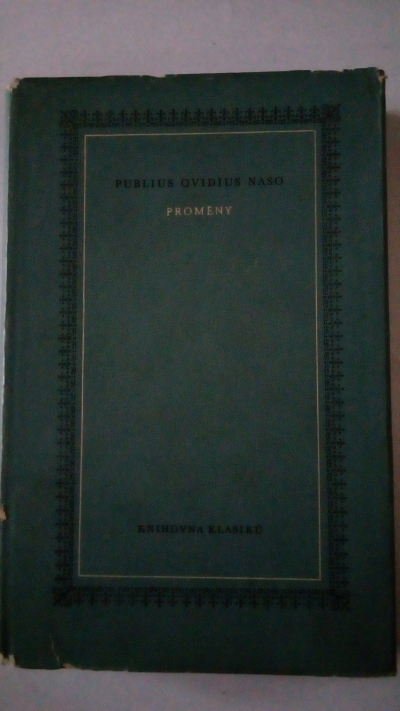 PUBLIUS OVIDIUS NASO
PROMĚNY
KNIHOVNA KLASIKŮ